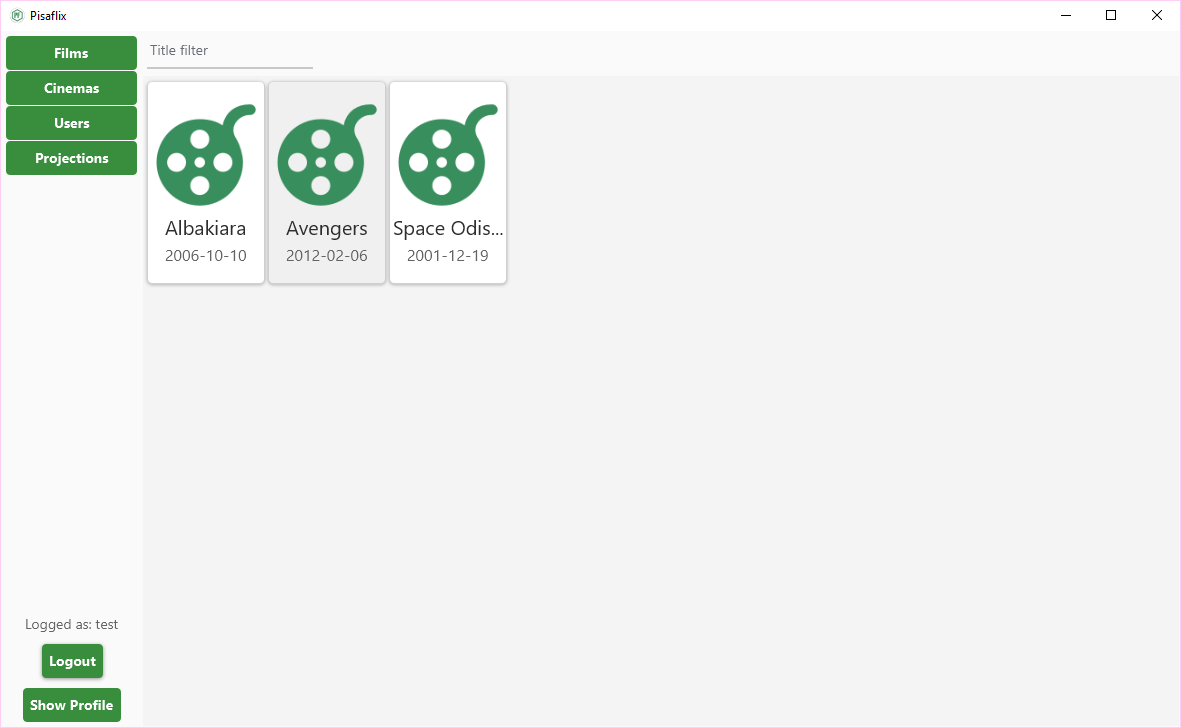 Pisaflix
Films
Cinemas
Users
Projections
Title filter
Albakiara
2006-10-10
Avengers
2012-02-06
Space Odis...
2001-12-19
Logged as: test
Logout
Show Profile